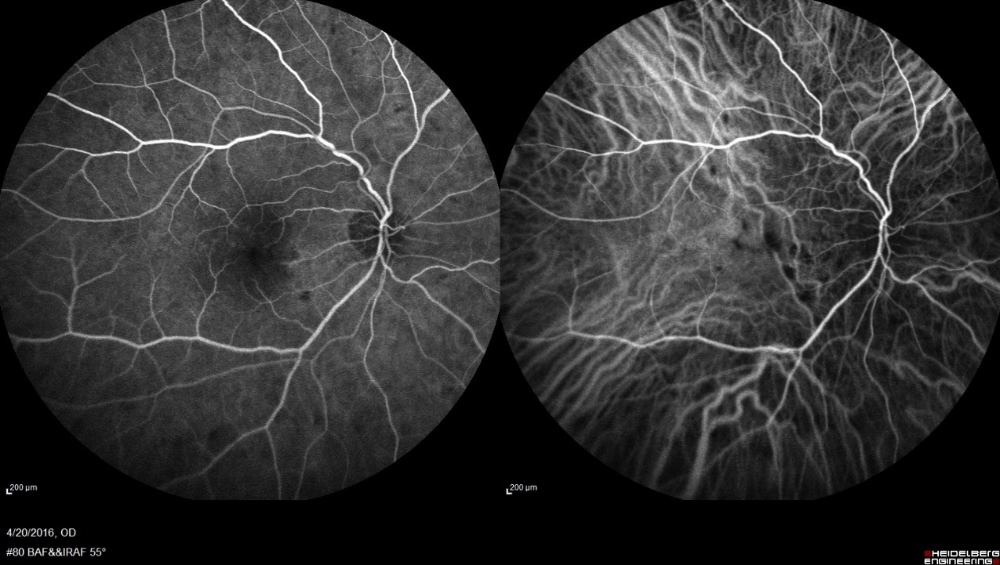 200 µm
200 µm
4/20/2016, OD
#80 BAF&&IRAF 55°
HEIDELBERG
ENGINEERING